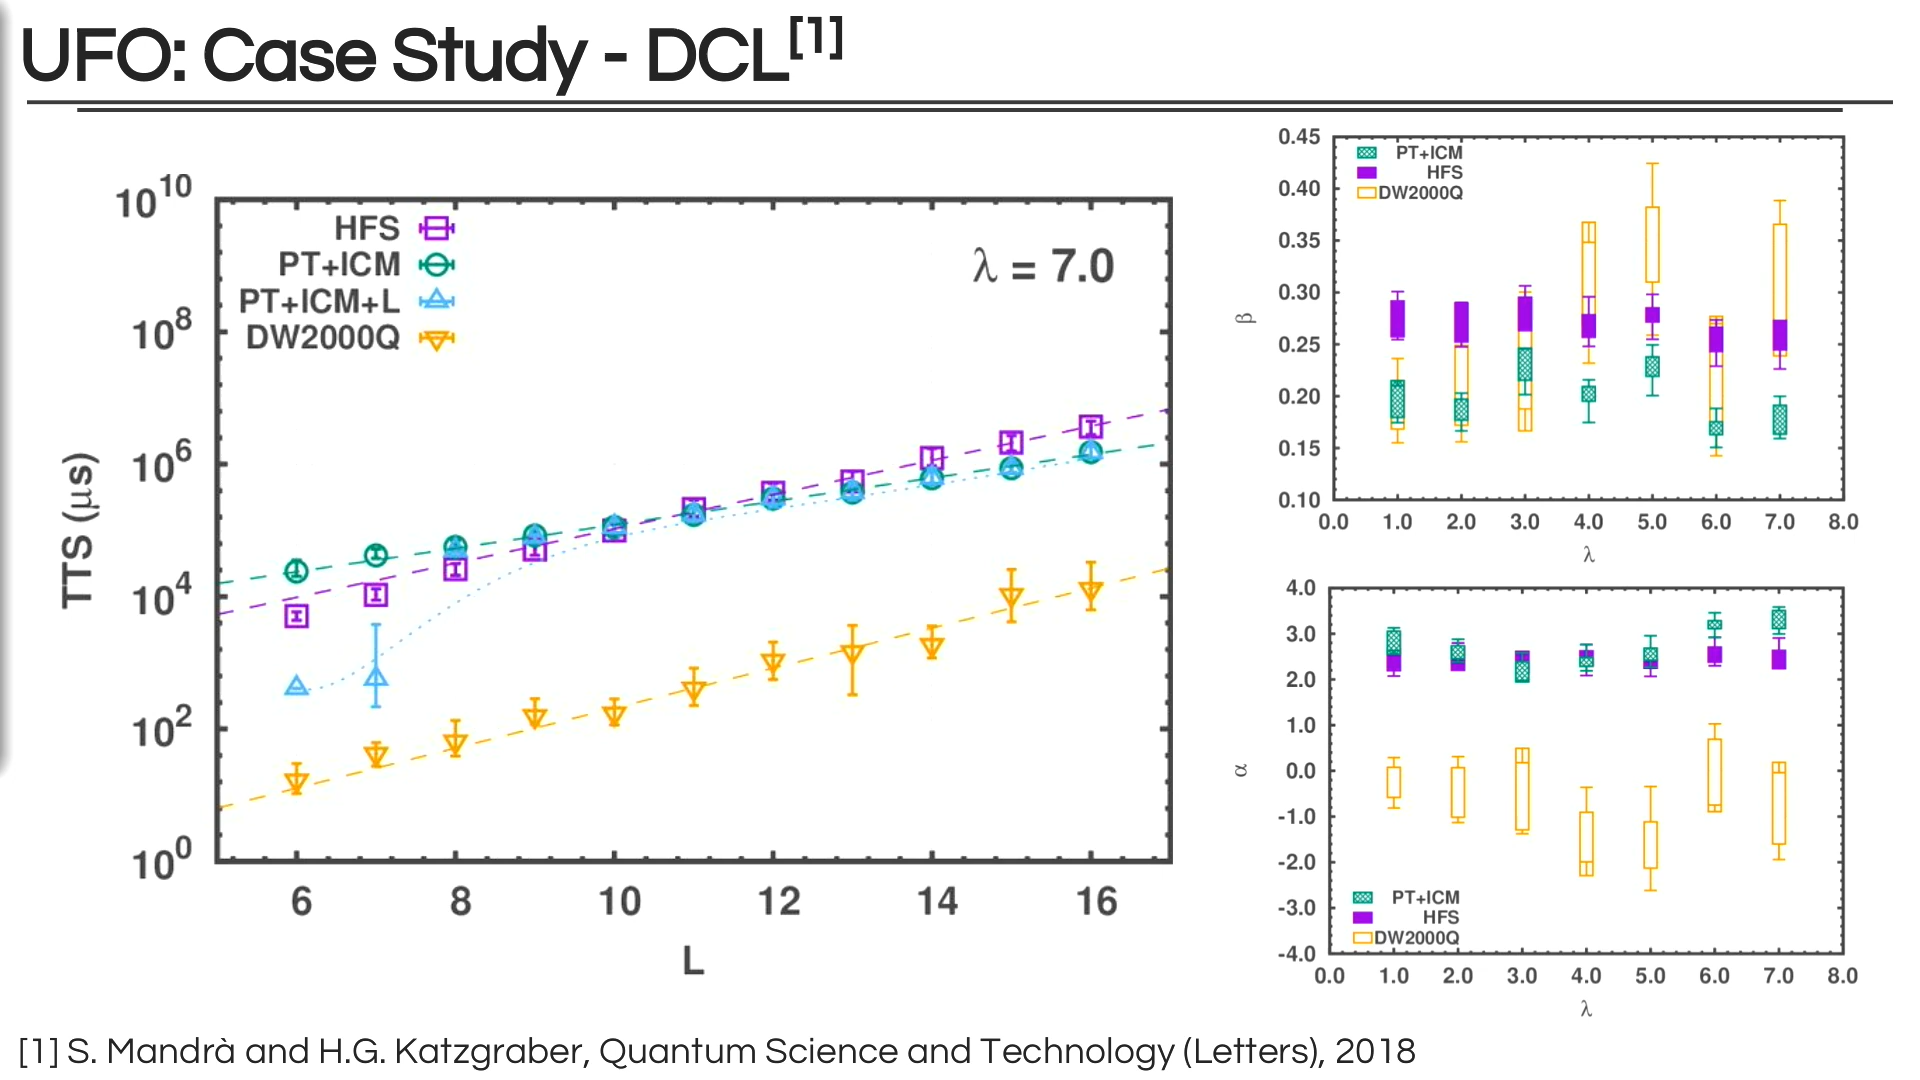 UFO: Case Study - DCL[1]
10^10
10^8
10^6
10^4
10^2
10^0
TTS (μs)
HFS
PT+ICM
PT+ICM+L
DW2000Q
λ = 7.0
6 8 10 12 14 16
L
0.45
0.40
0.35
0.30
0.25
0.20
0.15
0.10
β
PT+ICM
HFS
DW2000Q
0.0 1.0 2.0 3.0 4.0 5.0 6.0 7.0 8.0
λ
4.0
3.0
2.0
1.0
0.0
-1.0
-2.0
-3.0
-4.0
α
PT+ICM
HFS
DW2000Q
0.0 1.0 2.0 3.0 4.0 5.0 6.0 7.0 8.0
λ
[1] S. Mandrà and H.G. Katzgraber, Quantum Science and Technology (Letters), 2018